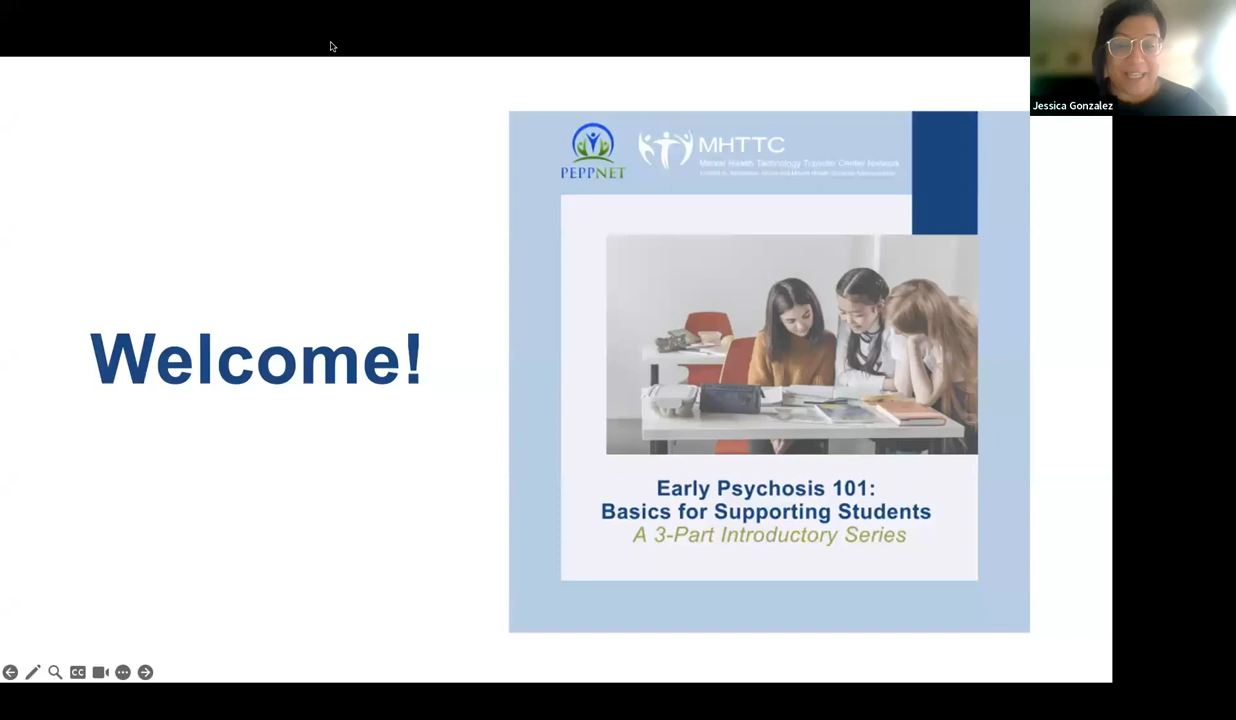 Jessica Gonzalez
PEPPNET
MHTTC
Mental Health Technology Transfer Center Network
Welcome!
Early Psychosis 101:
Basics for Supporting Students
A 3-Part Introductory Series
CC